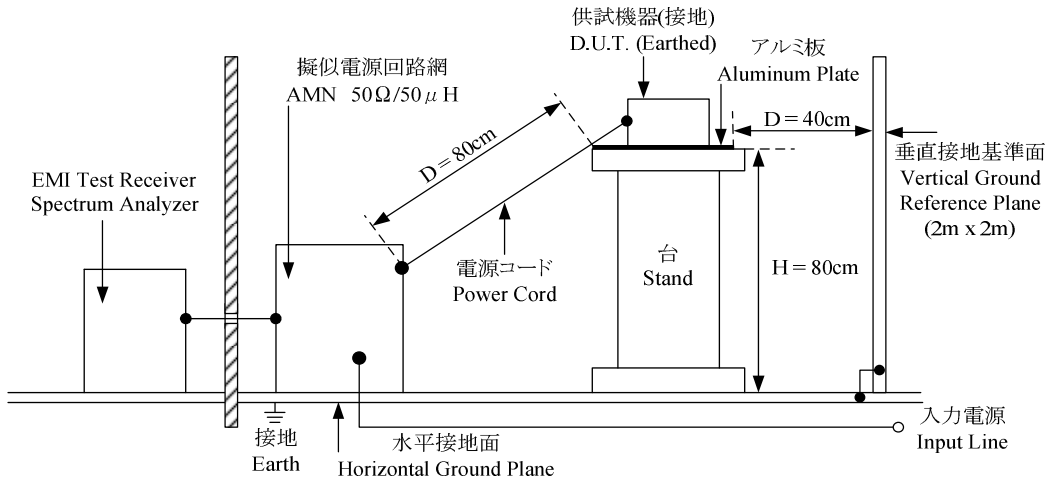 供試機器(接地)
D.U.T. (Earthed)
アルミ板
Aluminum Plate
擬似電源回路網
AMN 50Ω/50μH
D = 80cm
D = 40cm
垂直接地基準面
Vertical Ground
Reference Plane
(2m x 2m)
EMI Test Receiver
Spectrum Analyzer
電源コード
Power Cord
台
Stand
H = 80cm
接地
Earth
水平接地面
Horizontal Ground Plane
入力電源
Input Line